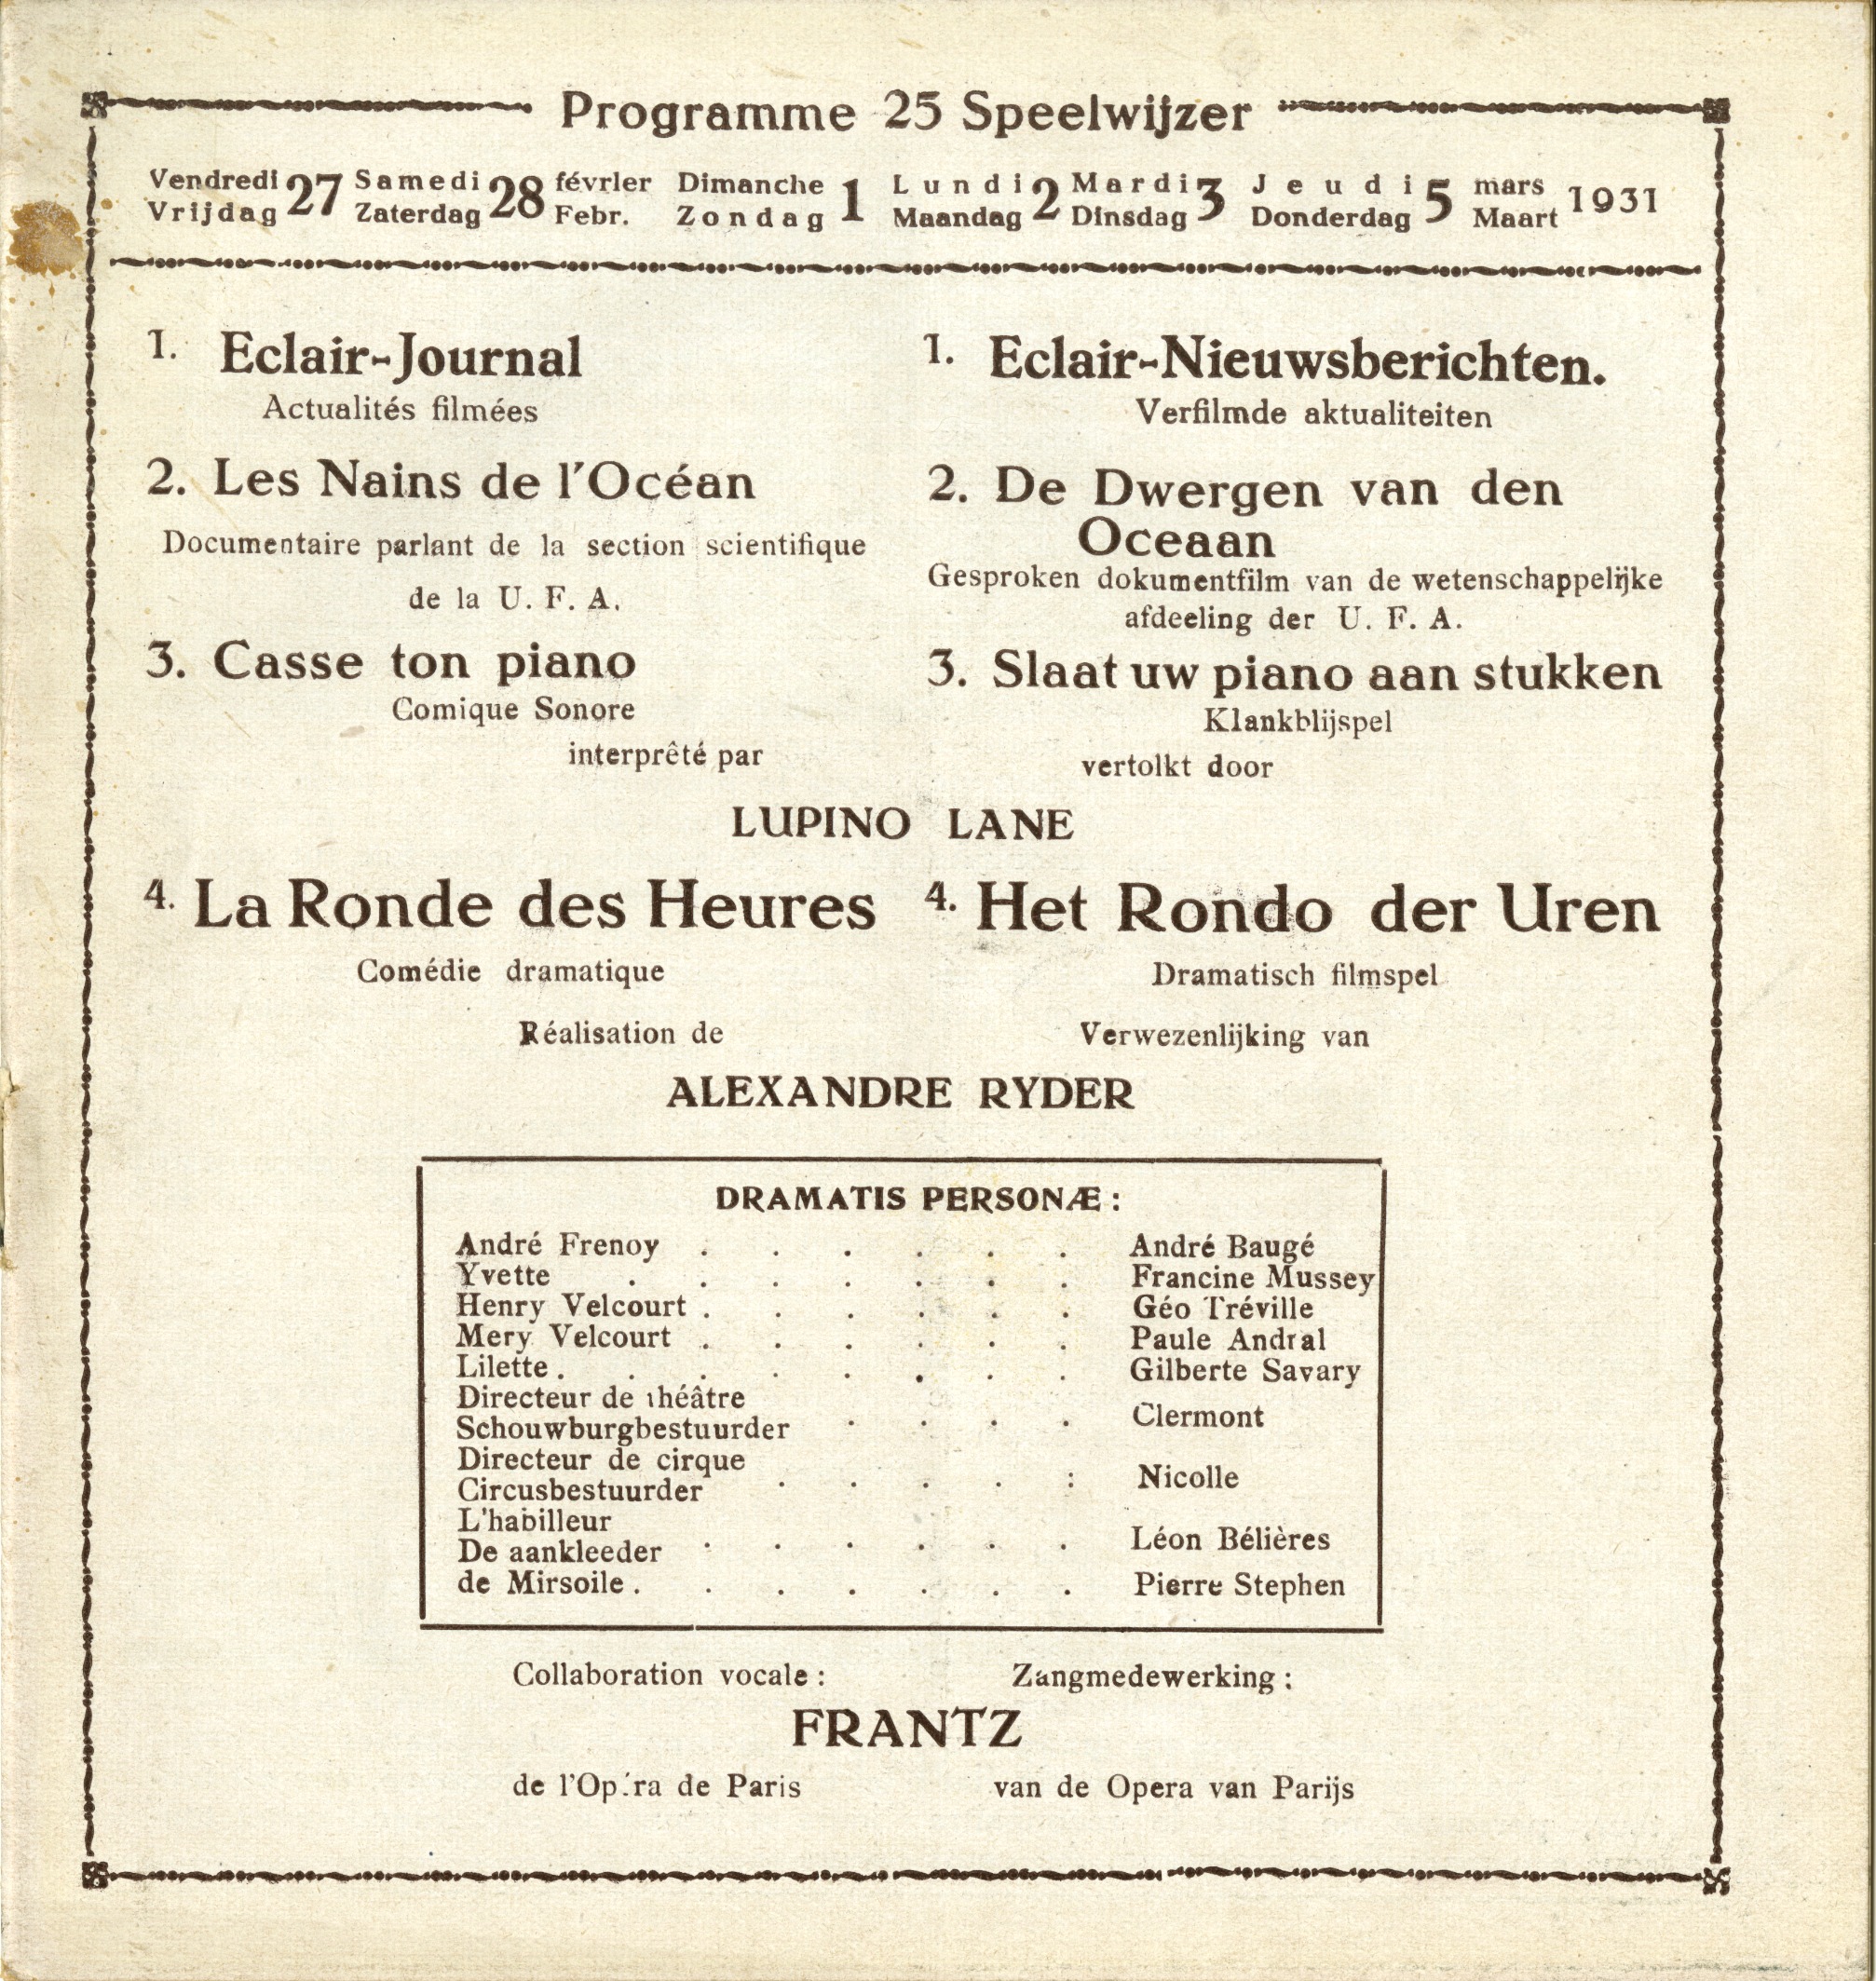 Programme 25 Speelwijzer
Vendredi 27 Samedi 28 février Dimanche 1 Lundi 2 Mardi 3 Jeudi 5 mars 1931
Vrijdag Zaterdag Febr. Zondag Maandag Dinsdag Donderdag Maart
1. Eclair-Journal
Actualités filmées
2. Les Nains de l'Océan
Documentaire parlant de la section scientifique
de la U. F. A.
3. Casse ton piano
Comique Sonore
interprêté par
1. Eclair-Nieuwsberichten.
Verfilmde aktualiteiten
2. De Dwergen van den
Oceaan
Gesproken dokumentfilm van de wetenschappelijke
afdeeling der U. F. A.
3. Slaat uw piano aan stukken
Klankblijspel
vertolkt door
LUPINO LANE
4. La Ronde des Heures
Comédie dramatique
Réalisation de
4. Het Rondo der Uren
Dramatisch filmspel
Verwezenlijking van
ALEXANDRE RYDER
DRAMATIS PERSONÆ :
André Frenoy . . . . . . André Baugé
Yvette . . . . . . . Francine Mussey
Henry Velcourt . . . . . . Géo Tréville
Mery Velcourt . . . . . . Paule Andral
Lilette . . . . . . . . Gilberte Savary
Directeur de théâtre
Schouwburgbestuurder . . . . Clermont
Directeur de cirque
Circusbestuurder . . . . : Nicolle
L'habilleur
De aankleeder . . . . . . Léon Bélières
de Mirsoile . . . . . . . Pierre Stephen
Collaboration vocale : Zangmedewerking :
FRANTZ
de l'Opéra de Paris van de Opera van Parijs